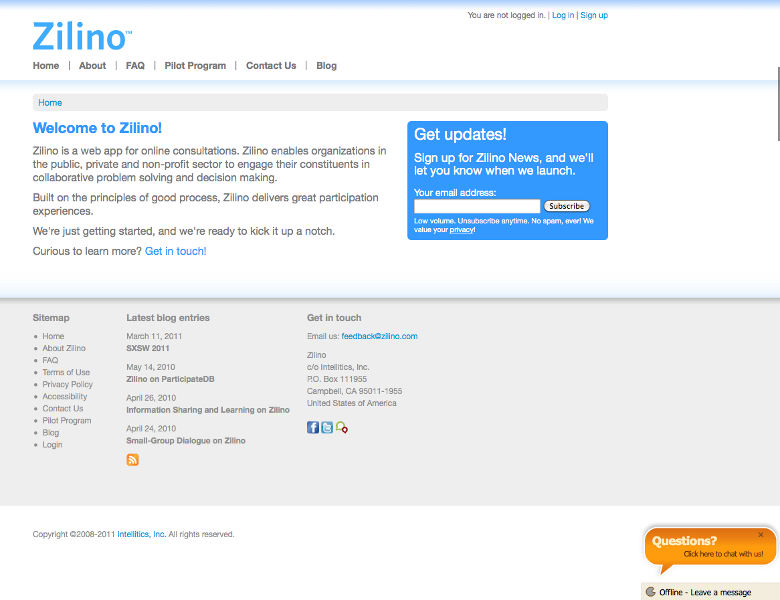 You are not logged in. | Log in | Sign up
Zilino™
Home | About | FAQ | Pilot Program | Contact Us | Blog
Home
Welcome to Zilino!
Zilino is a web app for online consultations. Zilino enables organizations in
the public, private and non-profit sector to engage their constituents in
collaborative problem solving and decision making.
Built on the principles of good process, Zilino delivers great participation
experiences.
We're just getting started, and we're ready to kick it up a notch.
Curious to learn more? Get in touch!
Get updates!
Sign up for Zilino News, and we'll
let you know when we launch.
Your email address:
Subscribe
Low volume. Unsubscribe anytime. No spam, ever! We
value your privacy!
Sitemap
Home
About Zilino
FAQ
Terms of Use
Privacy Policy
Accessibility
Contact Us
Pilot Program
Blog
Login
Latest blog entries
March 11, 2011
SXSW 2011
May 14, 2010
Zilino on ParticipateDB
April 26, 2010
Information Sharing and Learning on Zilino
April 24, 2010
Small-Group Dialogue on Zilino
Get in touch
Email us: feedback@zilino.com
Zilino
c/o Intellitics, Inc.
P.O. Box 111955
Campbell, CA 95011-1955
United States of America
Copyright ©2008-2011 Intellitics, Inc. All rights reserved.
Questions?
Click here to chat with us!
Offline - Leave a message